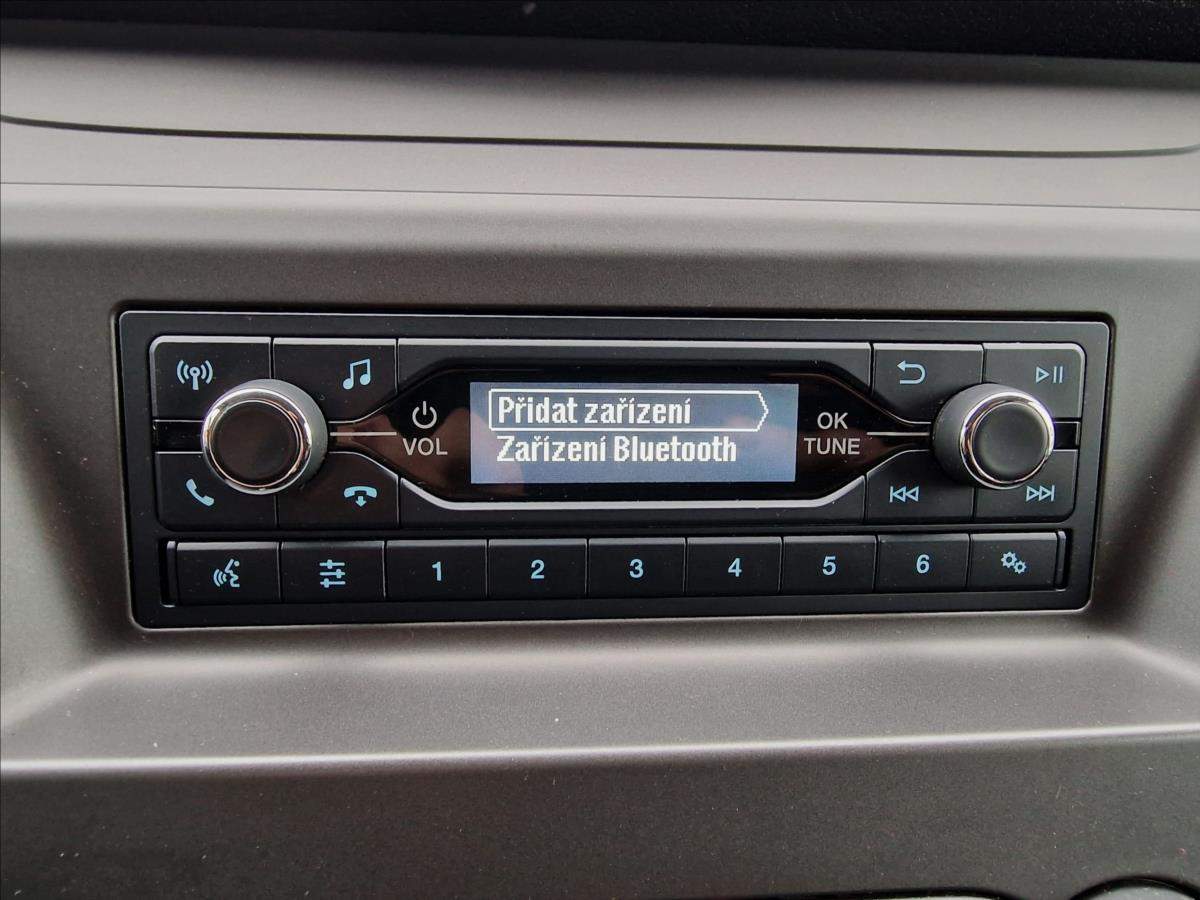 Přidat zařízení
Zařízení Bluetooth
VOL
OK
TUNE
1 2 3 4 5 6